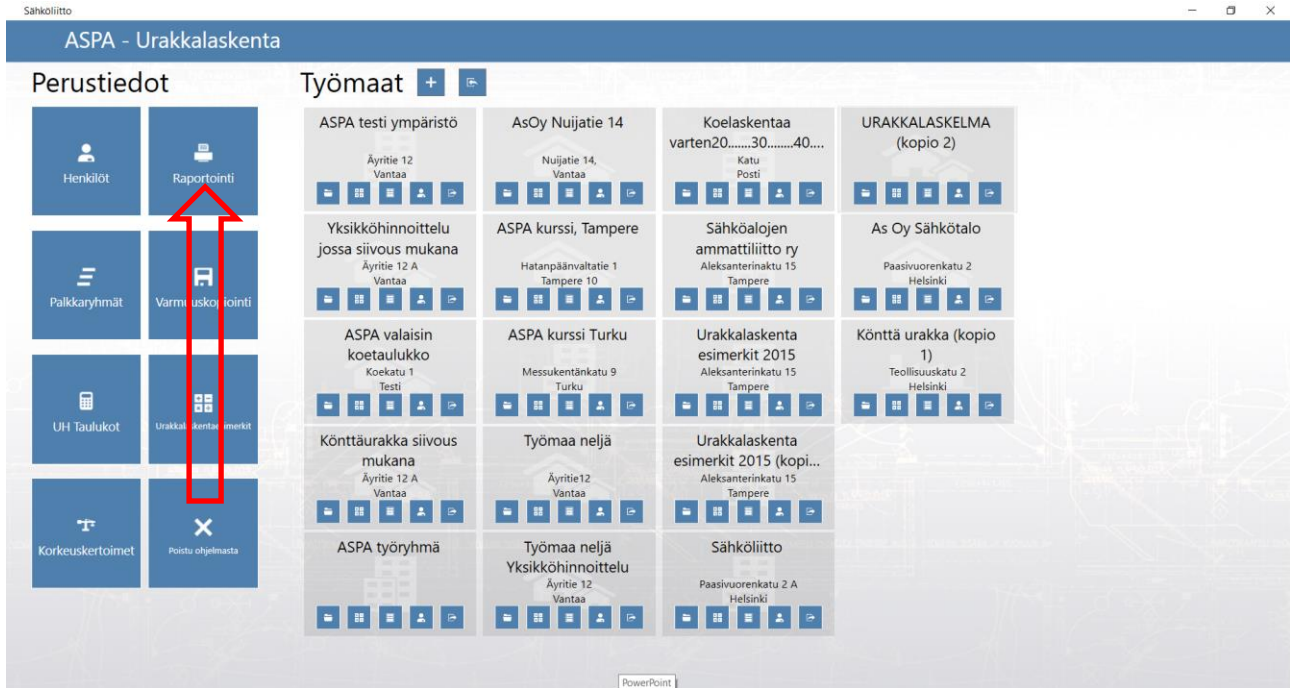 Sähköliitto
ASPA - Urakkalaskenta
Perustiedot
Henkilöt
Raportointi
Palkkaryhmät
Varmuuskopiointi
UH Taulukot
Urakkalaskentaesimerkit
Korkeuskertoimet
Poistu ohjelmasta
Työmaat
ASPA testi ympäristö
Äyritie 12
Vantaa
AsOy Nuijatie 14
Nuijatie 14,
Vantaa
Koelaskentaa
varten20.......30........40....
Katu
Posti
URAKKALASKELMA
(kopio 2)
Yksikköhinnoittelu
jossa siivous mukana
Äyritie 12 A
Vantaa
ASPA kurssi, Tampere
Hatanpäänvaltatie 1
Tampere 10
Sähköalojen
ammattiliitto ry
Aleksanterinaktu 15
Tampere
As Oy Sähkötalo
Paasivuorenkatu 2
Helsinki
ASPA valaisin
koetaulukko
Koekatu 1
Testi
ASPA kurssi Turku
Messukentänkatu 9
Turku
Urakkalaskenta
esimerkit 2015
Aleksanterinkatu 15
Tampere
Könttä urakka (kopio
1)
Teollisuuskatu 2
Helsinki
Könttäurakka siivous
mukana
Äyritie 12 A
Vantaa
Työmaa neljä
Äyritie12
Vantaa
Urakkalaskenta
esimerkit 2015 (kopi...
Aleksanterinkatu 15
Tampere
ASPA työryhmä
Työmaa neljä
Yksikköhinnoittelu
Äyritie 12
Vantaa
Sähköliitto
Paasivuorenkatu 2 A
Helsinki
PowerPoint